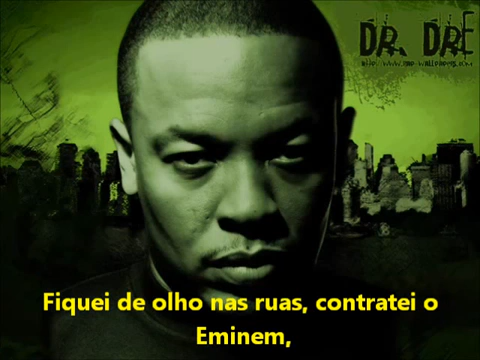 DR. DRE
Fiquei de olho nas ruas, contratei o
Eminem,